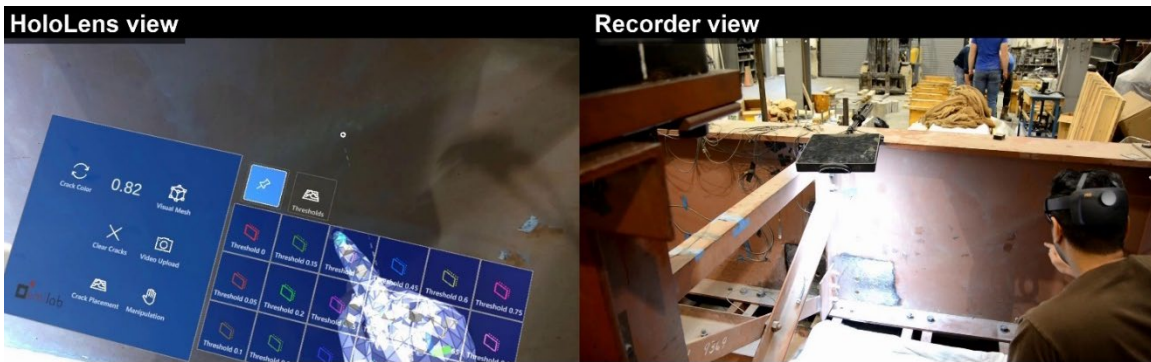 HoloLens view
Recorder view
Crack Color
0.82
Visual Mesh
Clear Cracks
Video Upload
Crack Placement
Manipulation
lab
Thresholds
Threshold 0
Threshold 0.15
0.45
Threshold 0.6
Threshold 0.75
Threshold 0.05
Threshold 0.2
Threshold 0.1